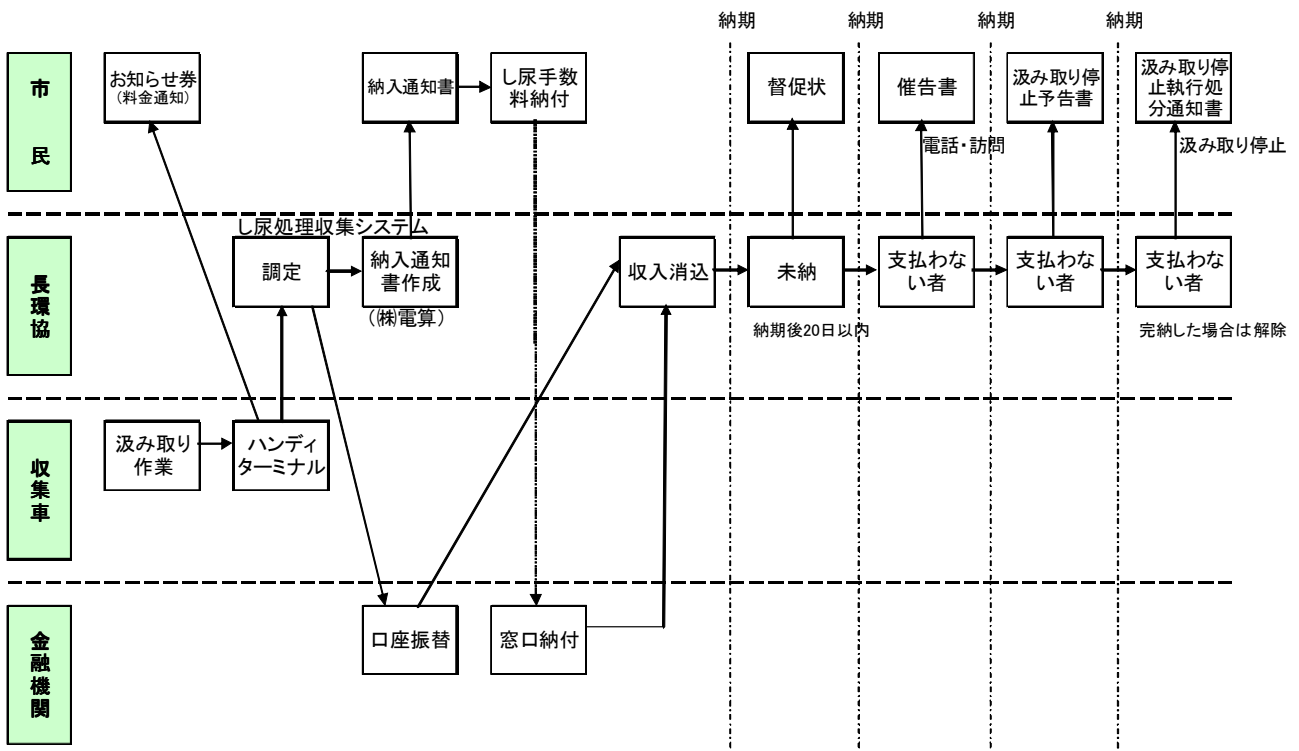 納期
納期
納期
納期
市民
お知らせ券
(料金通知)
納入通知書
し尿手数
料納付
督促状
催告書
汲み取り停
止予告書
汲み取り停
止執行処
分通知書
電話・訪問
汲み取り停止
長環協
し尿処理収集システム
調定
納入通知
書作成
(㈱電算)
収入消込
未納
支払わな
い者
支払わな
い者
支払わな
い者
納期後20日以内
完納した場合は解除
収集車
汲み取り
作業
ハンディ
ターミナル
金融機関
口座振替
窓口納付